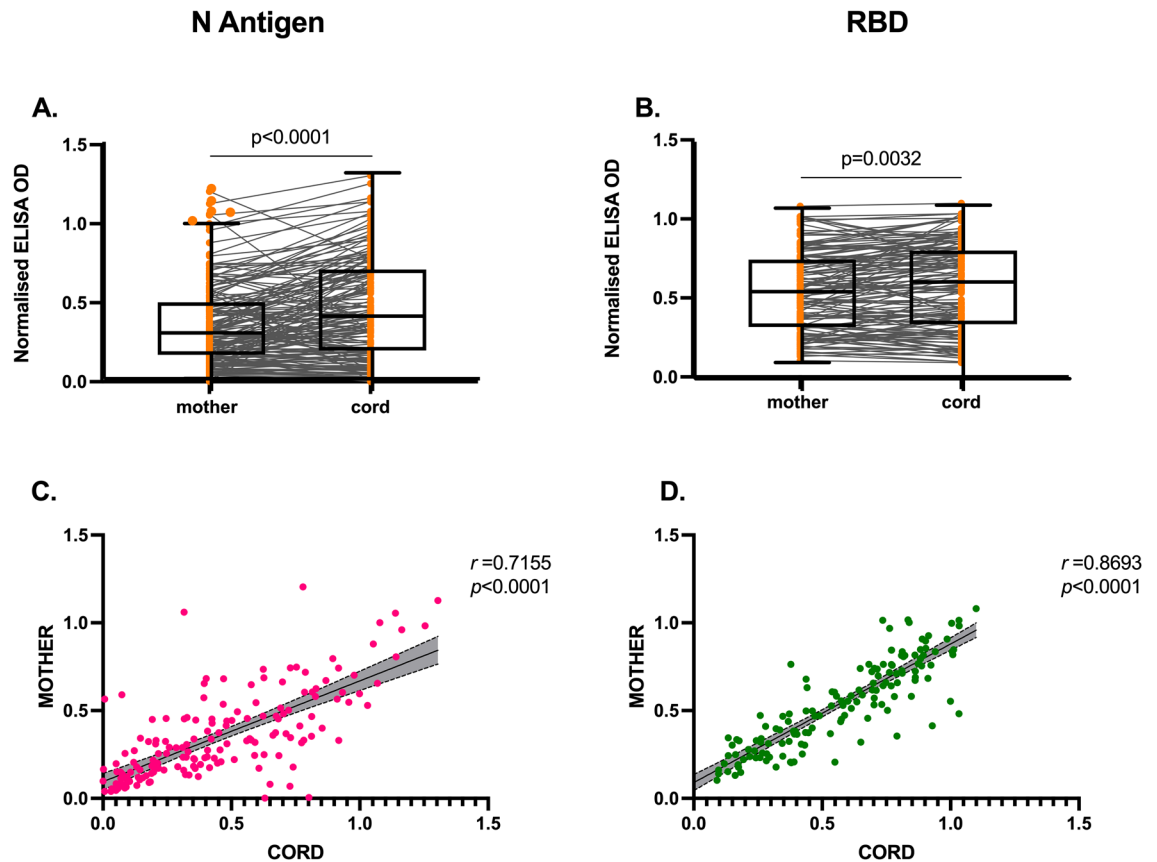 N Antigen
RBD
A.
p<0.0001
Normalised ELISA OD
1.5
1.0
0.5
0.0
mother
cord
B.
p=0.0032
Normalised ELISA OD
1.5
1.0
0.5
0.0
mother
cord
C.
r =0.7155
p<0.0001
MOTHER
1.5
1.0
0.5
0.0
0.0 0.5 1.0 1.5
CORD
D.
r =0.8693
p<0.0001
MOTHER
1.5
1.0
0.5
0.0
0.0 0.5 1.0 1.5
CORD